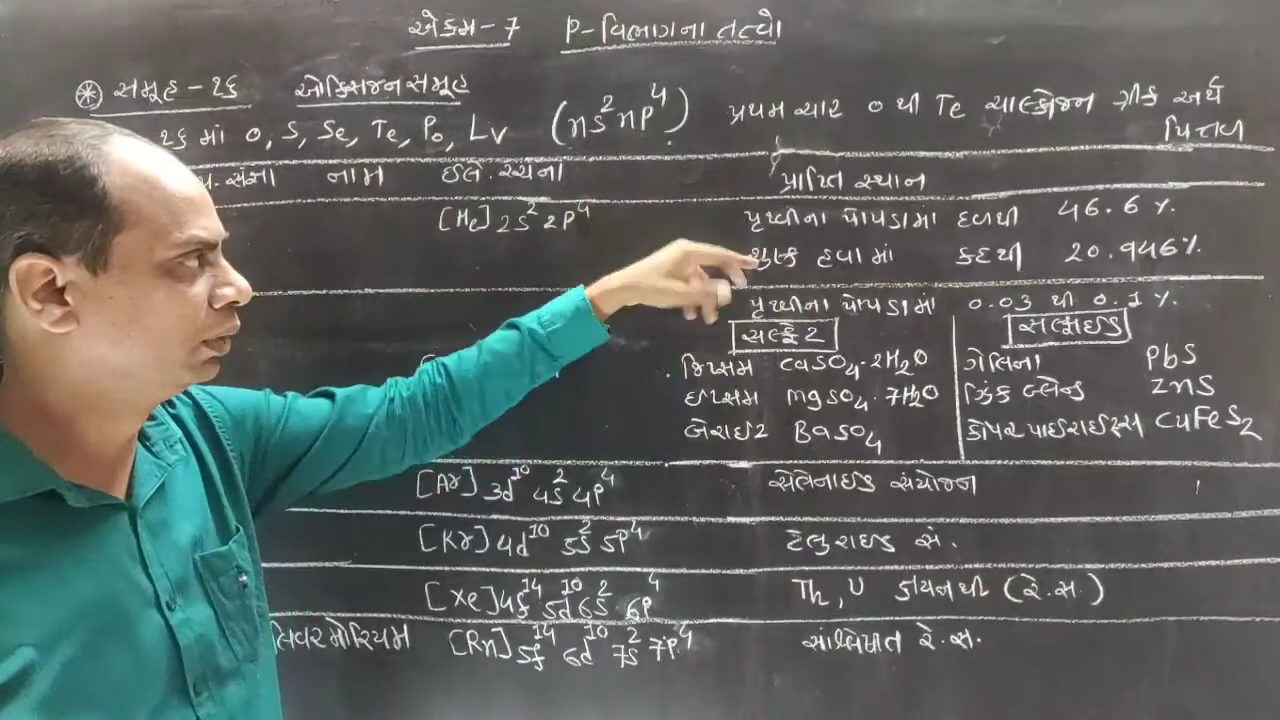 એકમ-7 P-વિભાગના તત્વો
સમૂહ-૧૬ ઓક્સિજન સમૂહ
૧૬ માં O, S, Se, Te, Po, Lv (ns²np⁴) પ્રથમ ચાર O થી Te ચાલ્કોજન ગ્રીક અર્થ
પિત્તળ
સંજ્ઞા નામ ઇલે. રચના પ્રાપ્તિ સ્થાન
[He] 2s² 2p⁴ પૃથ્વીના પોપડામાં દળથી 46.6 %.
શુષ્ક હવામાં કદથી 20.946%.
પૃથ્વીના પોપડામાં 0.03 થી 0.1 %.
સલ્ફેટ સલ્ફાઇડ
જિપ્સમ CaSO₄·2H₂O ગેલિના PbS
ઇપ્સમ MgSO₄·7H₂O ઝિંક બ્લેન્ડ ZnS
બેરાઇટ BaSO₄ કોપર પાઇરાઇટ્સ CuFeS₂
[Ar] 3d¹⁰ 4s² 4p⁴ સેલેનાઇડ સંયોજન
[Kr] 4d¹⁰ 5s² 5p⁴ ટેલુરાઇડ સં.
[Xe] 4f¹⁴ 5d¹⁰ 6s² 6p⁴ Th, U ક્ષયનથી (રે.સ.)
લિવરમોરિયમ [Rn] 5f¹⁴ 6d¹⁰ 7s² 7p⁴ સાંશ્લેષિત રે.સ.